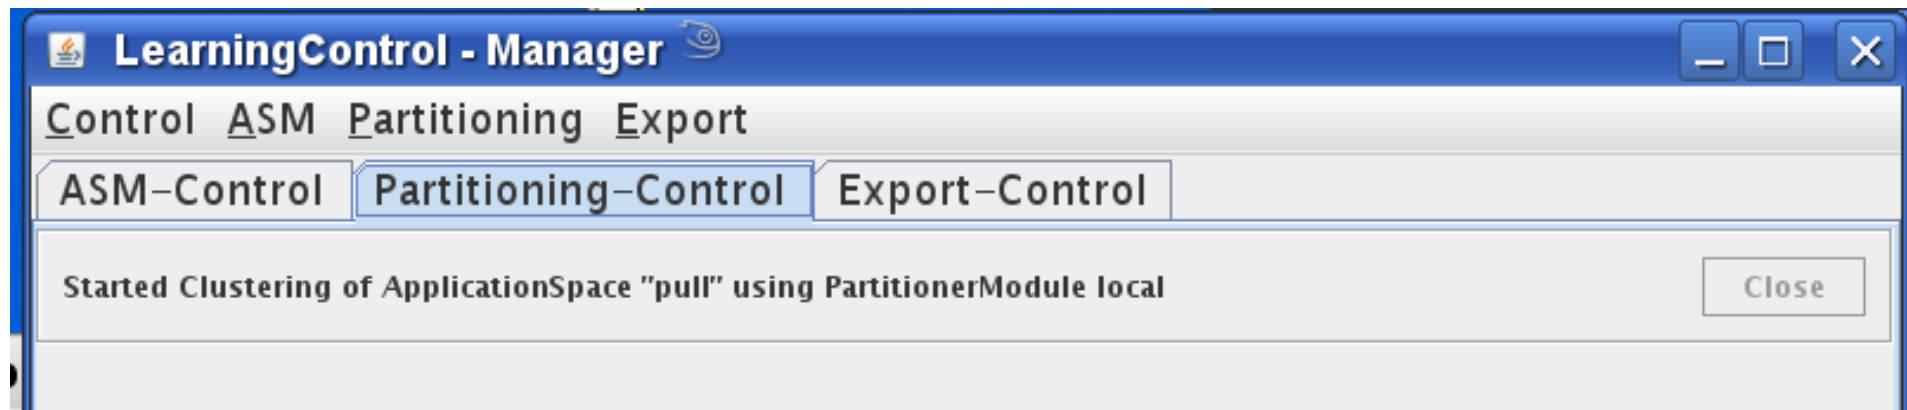 LearningControl - Manager
Control ASM Partitioning Export
ASM-Control Partitioning-Control Export-Control
Started Clustering of ApplicationSpace "pull" using PartitionerModule local Close